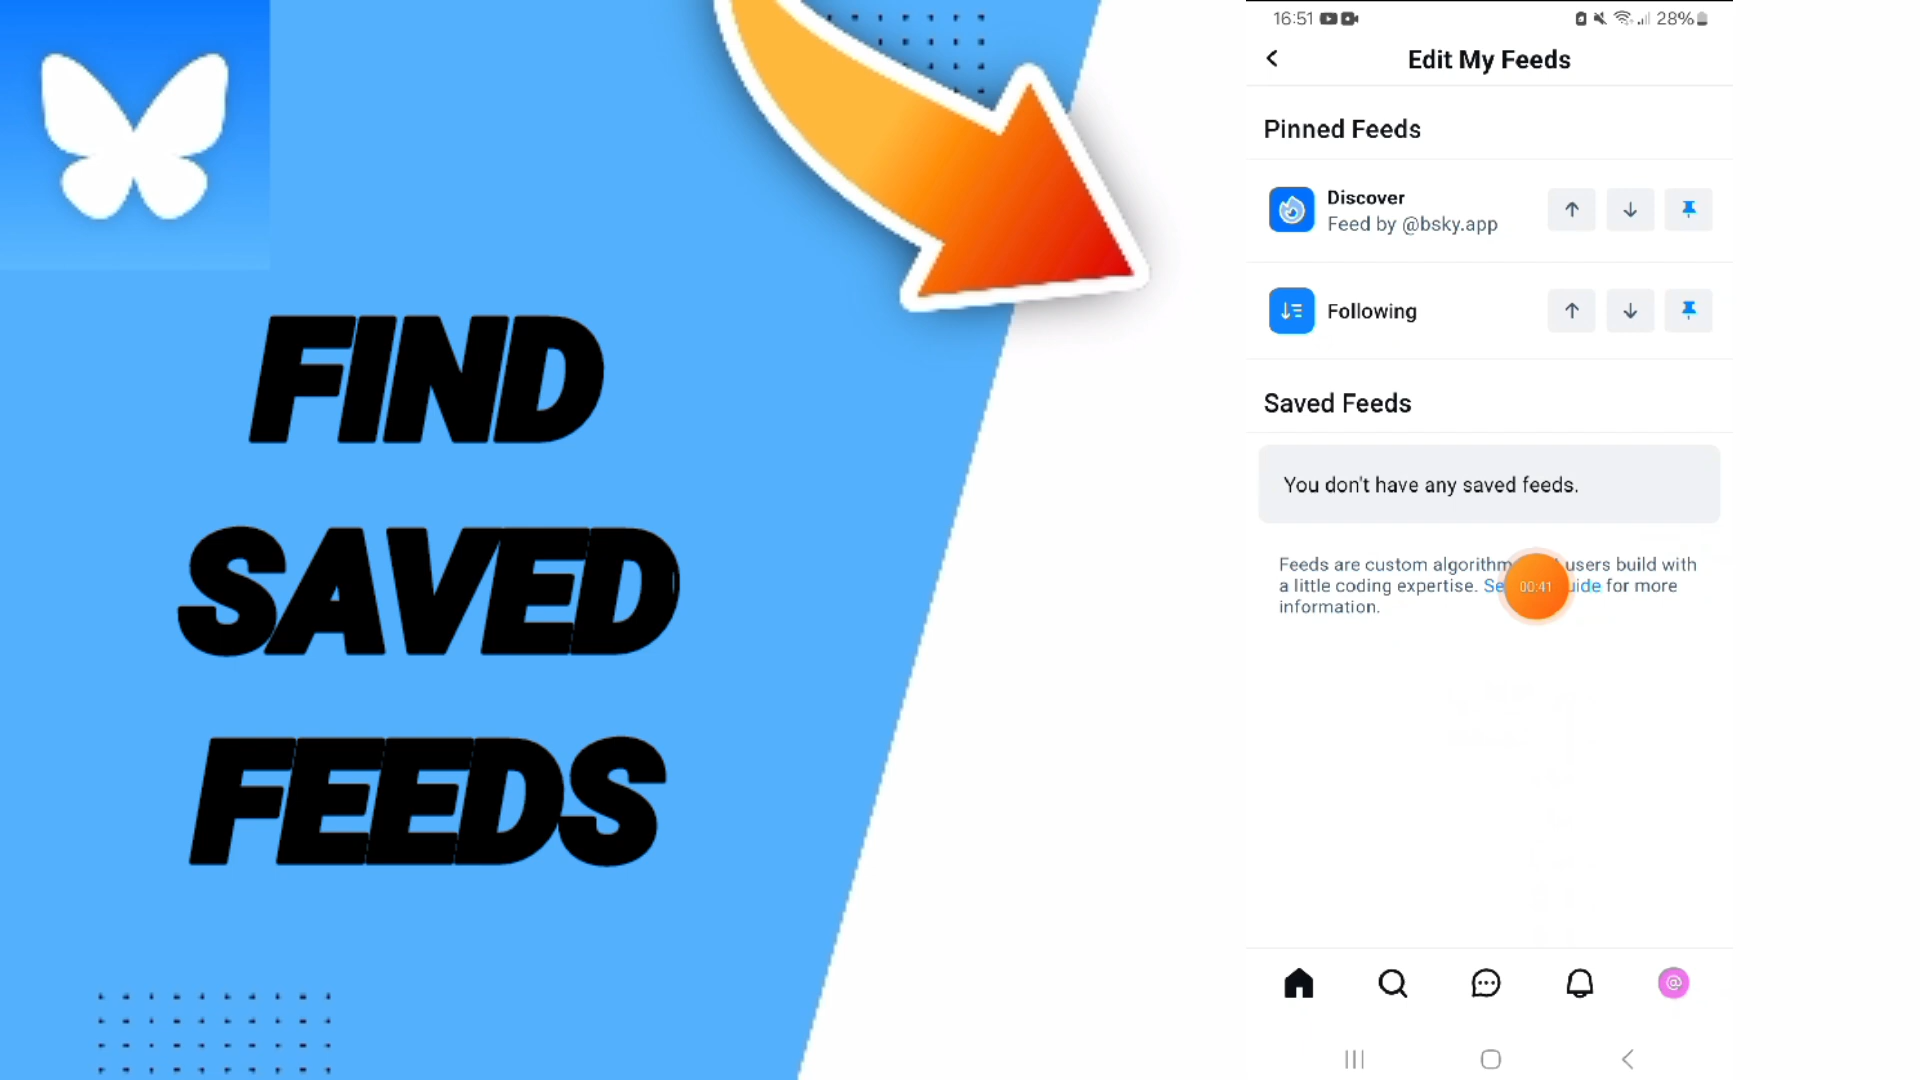 FIND
SAVED
FEEDS
16:51
28%
Edit My Feeds
Pinned Feeds
Discover
Feed by @bsky.app
Following
Saved Feeds
You don't have any saved feeds.
Feeds are custom algorithm users build with
a little coding expertise. for more
information.
00:41
@